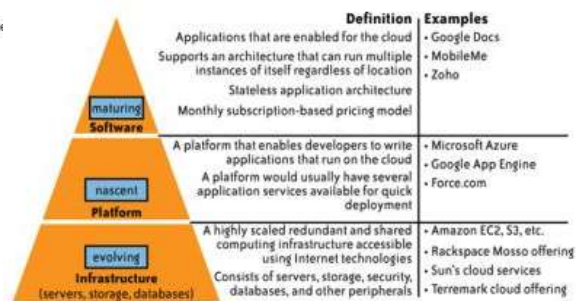 Definition
Examples
Applications that are enabled for the cloud
Supports an architecture that can run multiple
instances of itself regardless of location
Stateless application architecture
Monthly subscription-based pricing model
• Google Docs
• MobileMe
• Zoho
maturing
Software
A platform that enables developers to write
applications that run on the cloud
A platform would usually have several
application services available for quick
deployment
• Microsoft Azure
• Google App Engine
• Force.com
nascent
Platform
A highly scaled redundant and shared
computing infrastructure accessible
using Internet technologies
Consists of servers, storage, security,
databases, and other peripherals
• Amazon EC2, S3, etc.
• Rackspace Mosso offering
• Sun's cloud services
• Terremark cloud offering
evolving
Infrastructure
(servers, storage, databases)